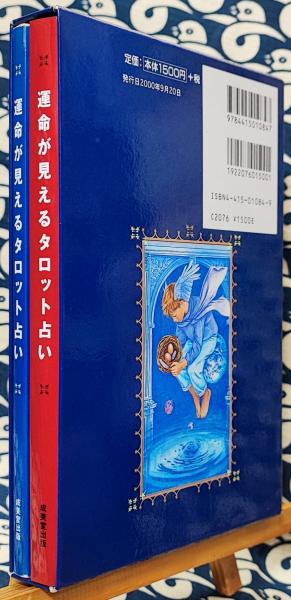 運命が見えるタロット占い
成美堂出版
運命が見えるタロット占い
成美堂出版
定価：本体1500円+税
発行日2000年9月20日
9784415010847
1922076015001
ISBN4-415-01084-9
C2076 ¥1500E